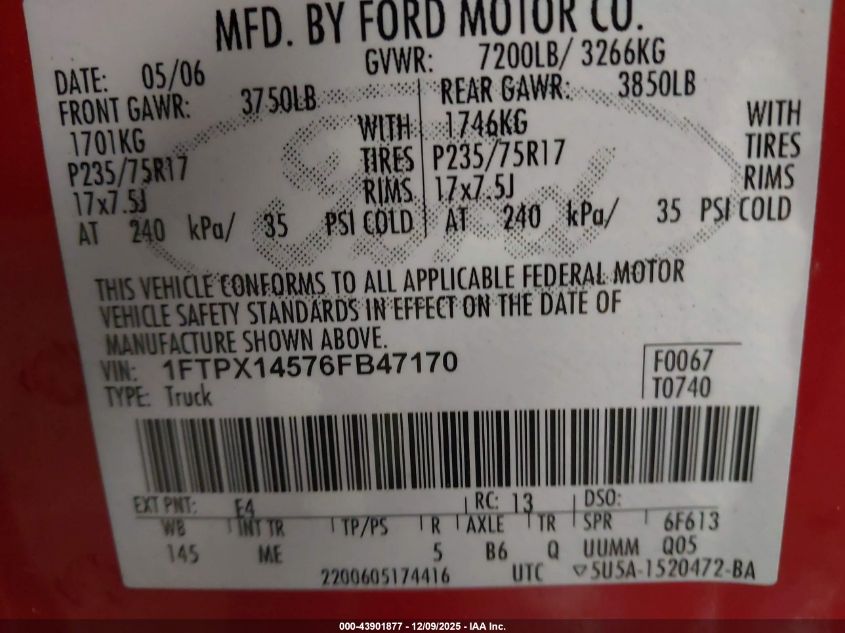 MFD. BY FORD MOTOR CO.
DATE: 05/06 GVWR: 7200LB/ 3266KG
FRONT GAWR: 3750LB REAR GAWR: 3850LB
1701KG WITH 1746KG WITH
P235/75R17 TIRES P235/75R17 TIRES
17x7.5J RIMS 17x7.5J RIMS
AT 240 kPa/ 35 PSI COLD AT 240 kPa/ 35 PSI COLD
Ford
THIS VEHICLE CONFORMS TO ALL APPLICABLE FEDERAL MOTOR
VEHICLE SAFETY STANDARDS IN EFFECT ON THE DATE OF
MANUFACTURE SHOWN ABOVE.
VIN: 1FTPX14576FB47170 F0067
TYPE: Truck T0740
EXT PNT: E4 RC: 13 DSO:
WB INT TR TP/PS R AXLE TR SPR 6F613
145 ME 5 B6 Q UUMM Q05
2200605174416 UTC ▽5U5A-1520472-BA
000-43901877 - 12/09/2025 - IAA Inc.